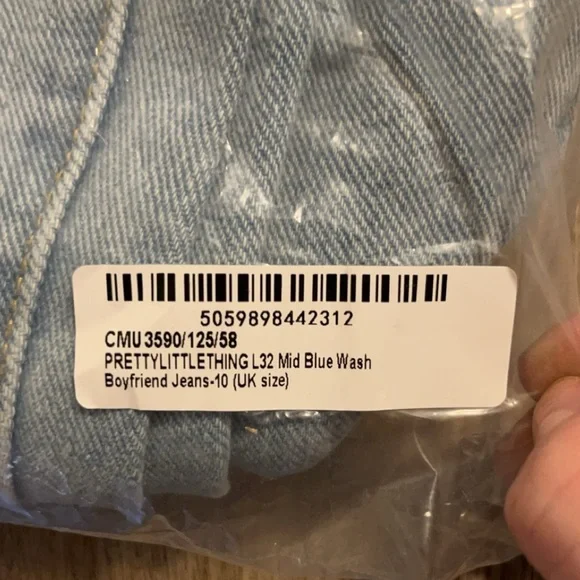 5059898442312
CMU 3590/125/58
PRETTYLITTLETHING L32 Mid Blue Wash
Boyfriend Jeans-10 (UK size)